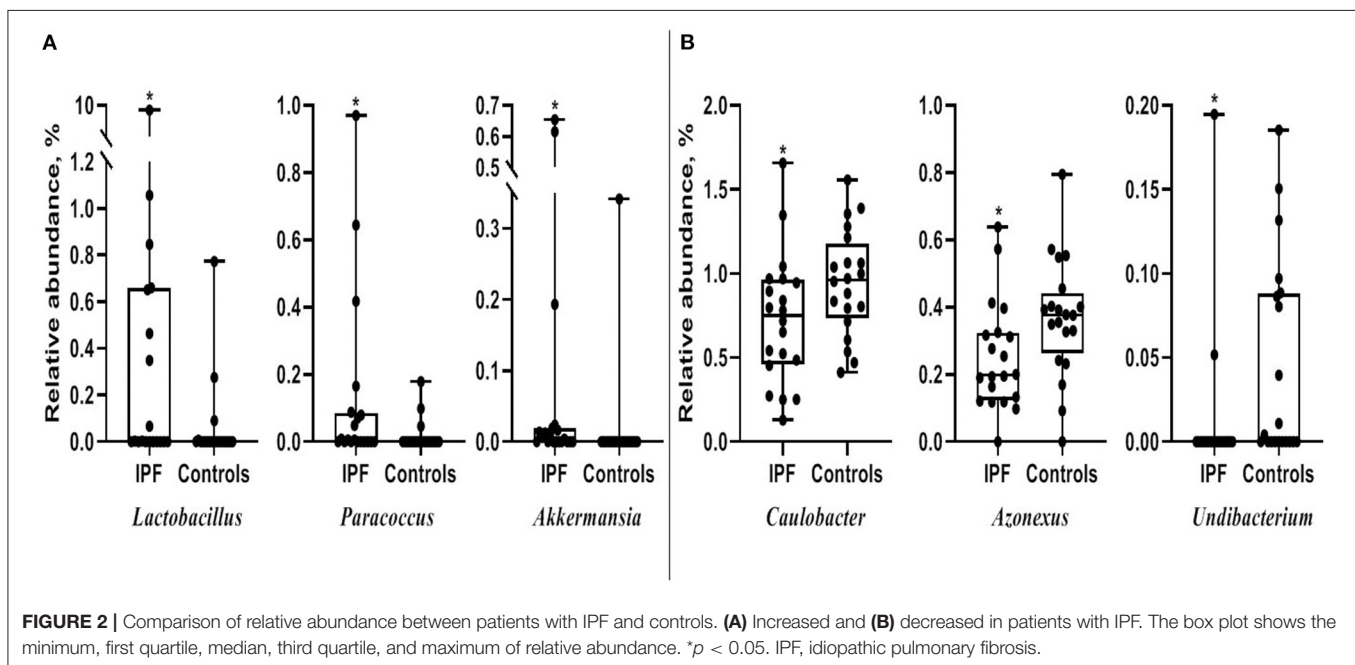 A
B
Relative abundance, %
10
1.2
1.0
0.8
0.6
0.4
0.2
0.0
*
IPF Controls
Lactobacillus
1.0
0.8
0.6
0.4
0.2
0.0
*
IPF Controls
Paracoccus
0.7
0.6
0.5
0.3
0.2
0.1
0.0
*
IPF Controls
Akkermansia
Relative abundance, %
2.0
1.5
1.0
0.5
0.0
*
IPF Controls
Caulobacter
1.0
0.8
0.6
0.4
0.2
0.0
*
IPF Controls
Azonexus
0.20
0.15
0.10
0.05
0.00
*
IPF Controls
Undibacterium
FIGURE 2 | Comparison of relative abundance between patients with IPF and controls. (A) Increased and (B) decreased in patients with IPF. The box plot shows the
minimum, first quartile, median, third quartile, and maximum of relative abundance. *p < 0.05. IPF, idiopathic pulmonary fibrosis.